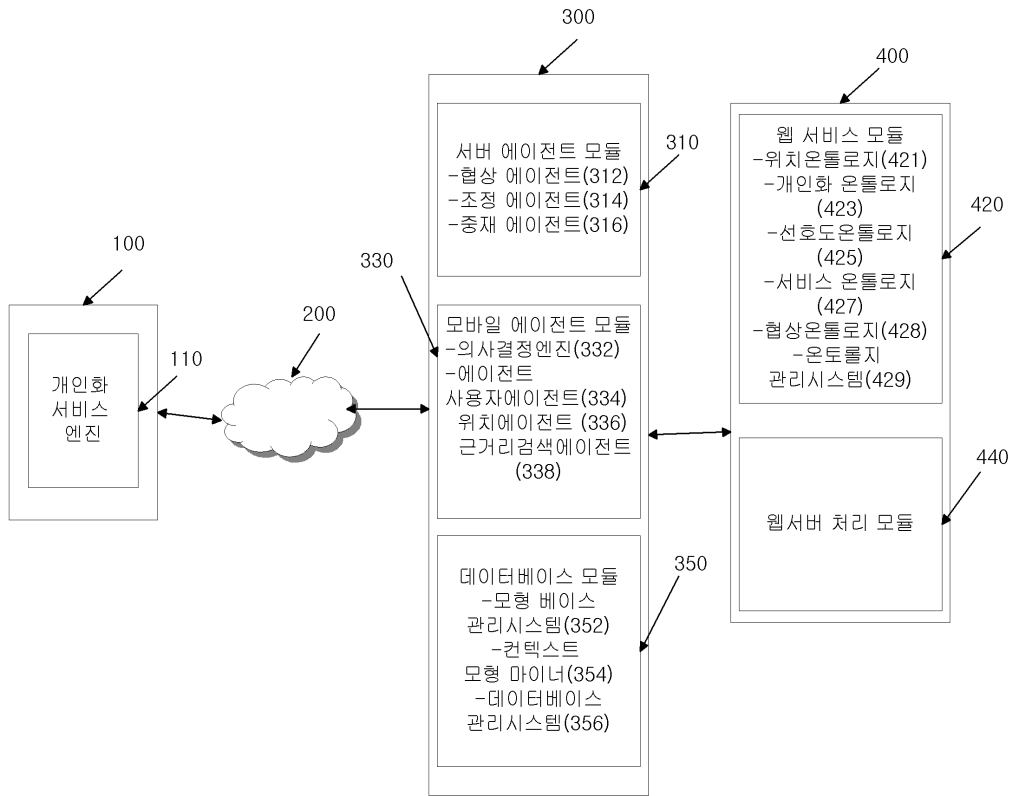 100
110
개인화
서비스
엔진
200
300
310
서버 에이전트 모듈
-협상 에이전트(312)
-조정 에이전트(314)
-중재 에이전트(316)
330
모바일 에이전트 모듈
-의사결정엔진(332)
-에이전트
사용자에이전트(334)
위치에이전트 (336)
근거리검색에이전트
(338)
350
데이터베이스 모듈
-모형 베이스
관리시스템(352)
-컨텍스트
모형 마이너(354)
-데이터베이스
관리시스템(356)
400
420
웹 서비스 모듈
-위치온톨로지(421)
-개인화 온톨로지
(423)
-선호도온톨로지
(425)
-서비스 온톨로지
(427)
-협상온톨로지(428)
-온토롤지
관리시스템(429)
440
웹서버 처리 모듈